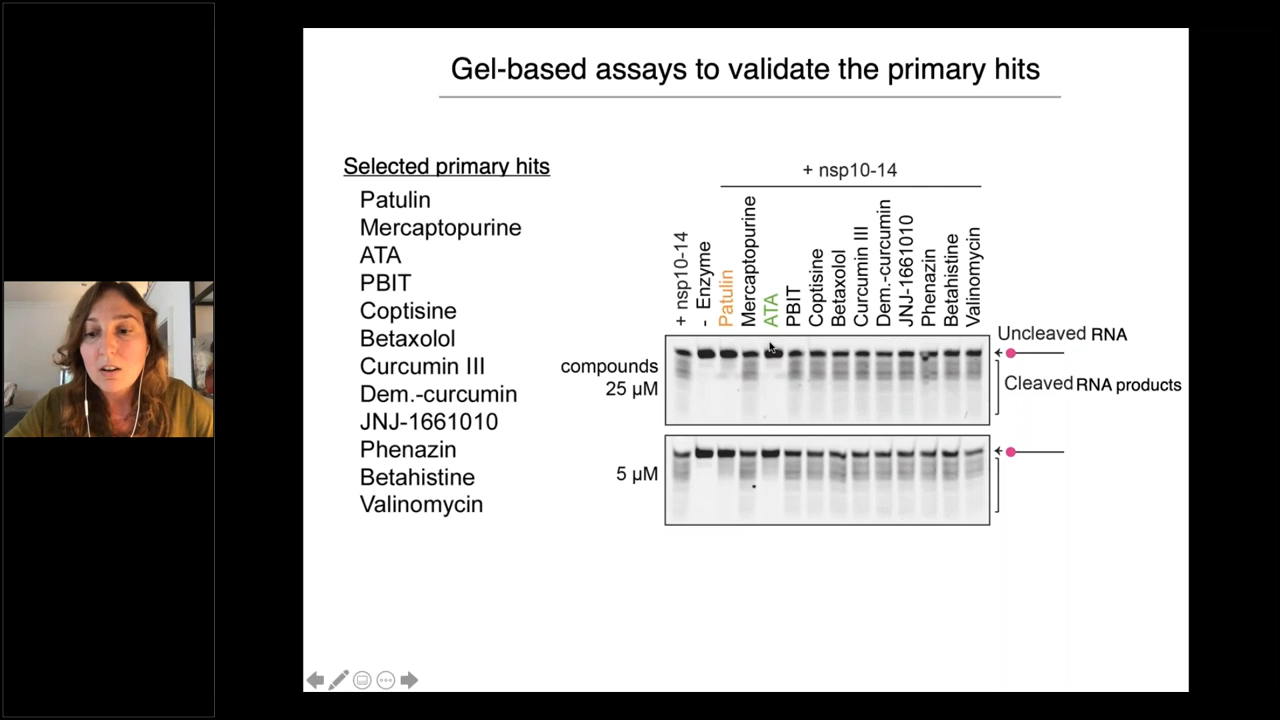 Gel-based assays to validate the primary hits
Selected primary hits
Patulin
Mercaptopurine
ATA
PBIT
Coptisine
Betaxolol
Curcumin III
Dem.-curcumin
JNJ-1661010
Phenazin
Betahistine
Valinomycin
+ nsp10-14
+ nsp10-14
- Enzyme
Patulin
Mercaptopurine
ATA
PBIT
Coptisine
Betaxolol
Curcumin III
Dem.-curcumin
JNJ-1661010
Phenazin
Betahistine
Valinomycin
compounds
25 µM
5 µM
Uncleaved RNA
Cleaved RNA products